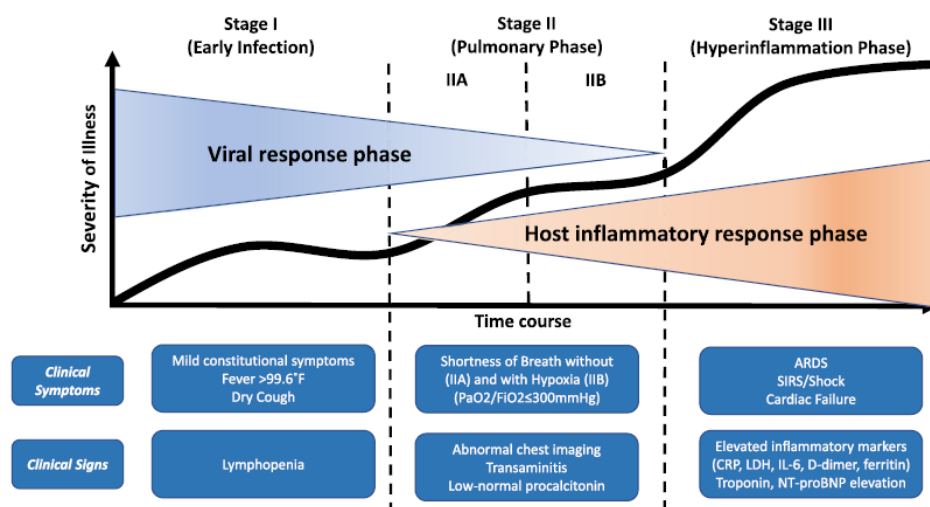 Stage I
(Early Infection)
Stage II
(Pulmonary Phase)
Stage III
(Hyperinflammation Phase)
IIA
IIB
Severity of Illness
Viral response phase
Host inflammatory response phase
Time course
Clinical
Symptoms
Mild constitutional symptoms
Fever >99.6°F
Dry Cough
Shortness of Breath without
(IIA) and with Hypoxia (IIB)
(PaO2/FiO2≤300mmHg)
ARDS
SIRS/Shock
Cardiac Failure
Clinical Signs
Lymphopenia
Abnormal chest imaging
Transaminitis
Low-normal procalcitonin
Elevated inflammatory markers
(CRP, LDH, IL-6, D-dimer, ferritin)
Troponin, NT-proBNP elevation